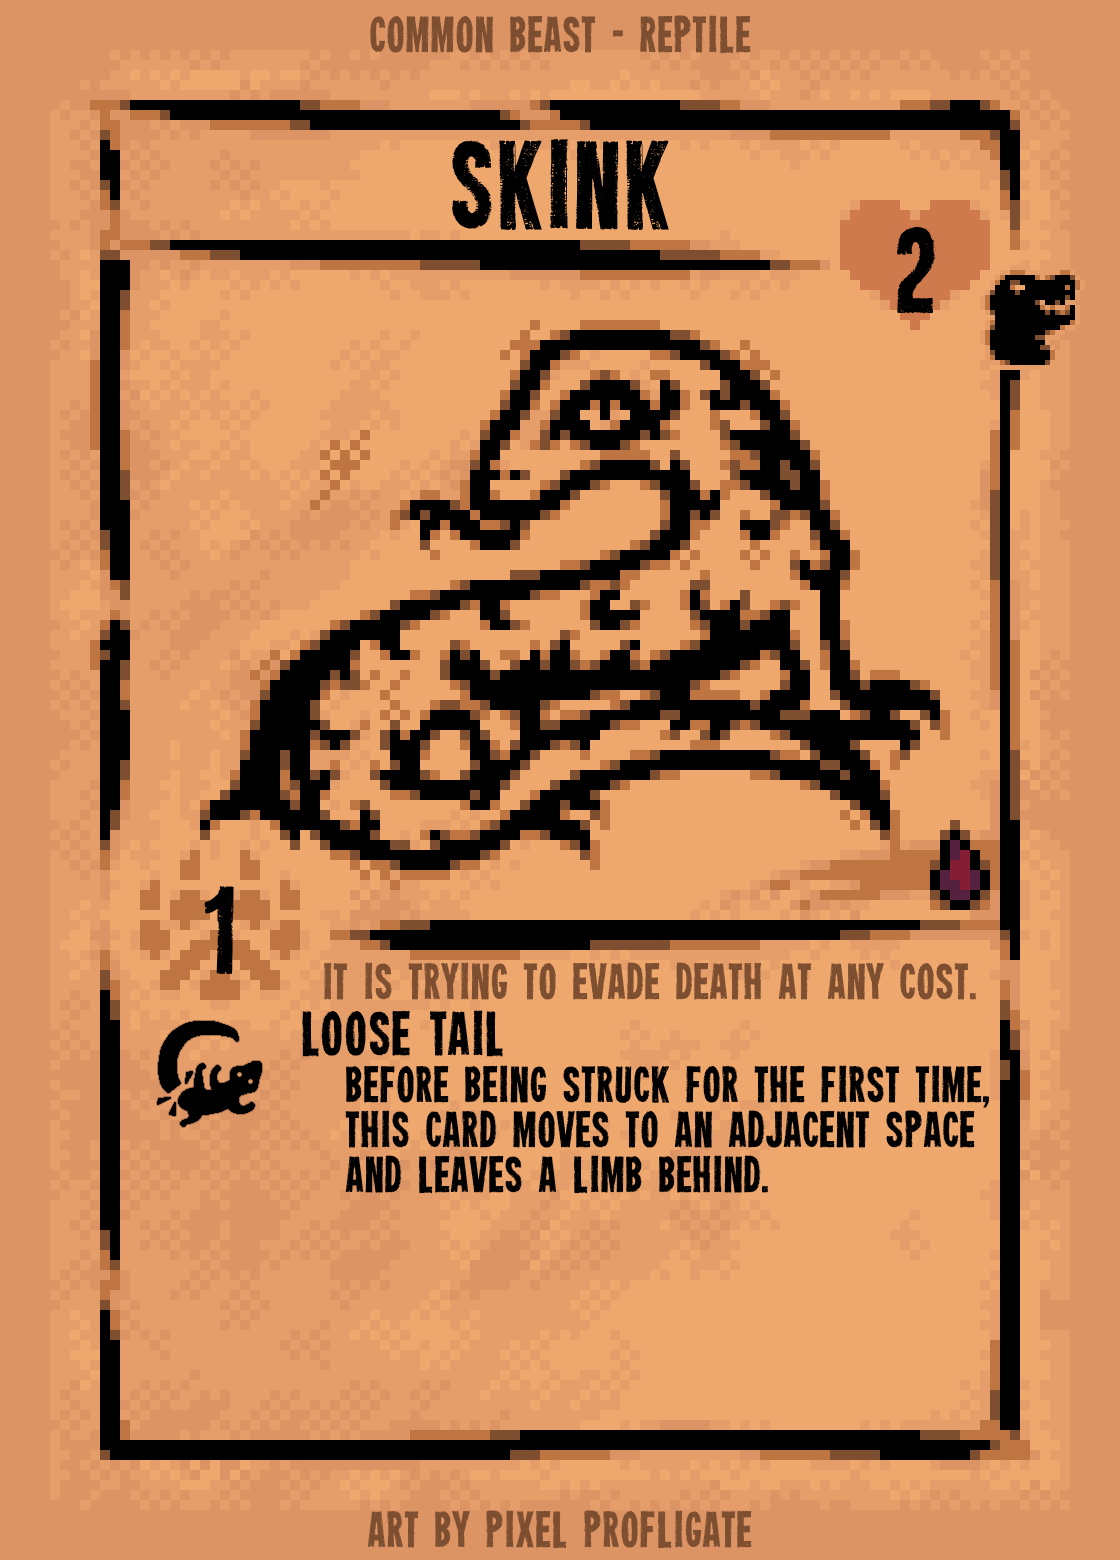 COMMON BEAST - REPTILE
SKINK
2
1
IT IS TRYING TO EVADE DEATH AT ANY COST.
LOOSE TAIL
BEFORE BEING STRUCK FOR THE FIRST TIME,
THIS CARD MOVES TO AN ADJACENT SPACE
AND LEAVES A LIMB BEHIND.
ART BY PIXEL PROFLIGATE